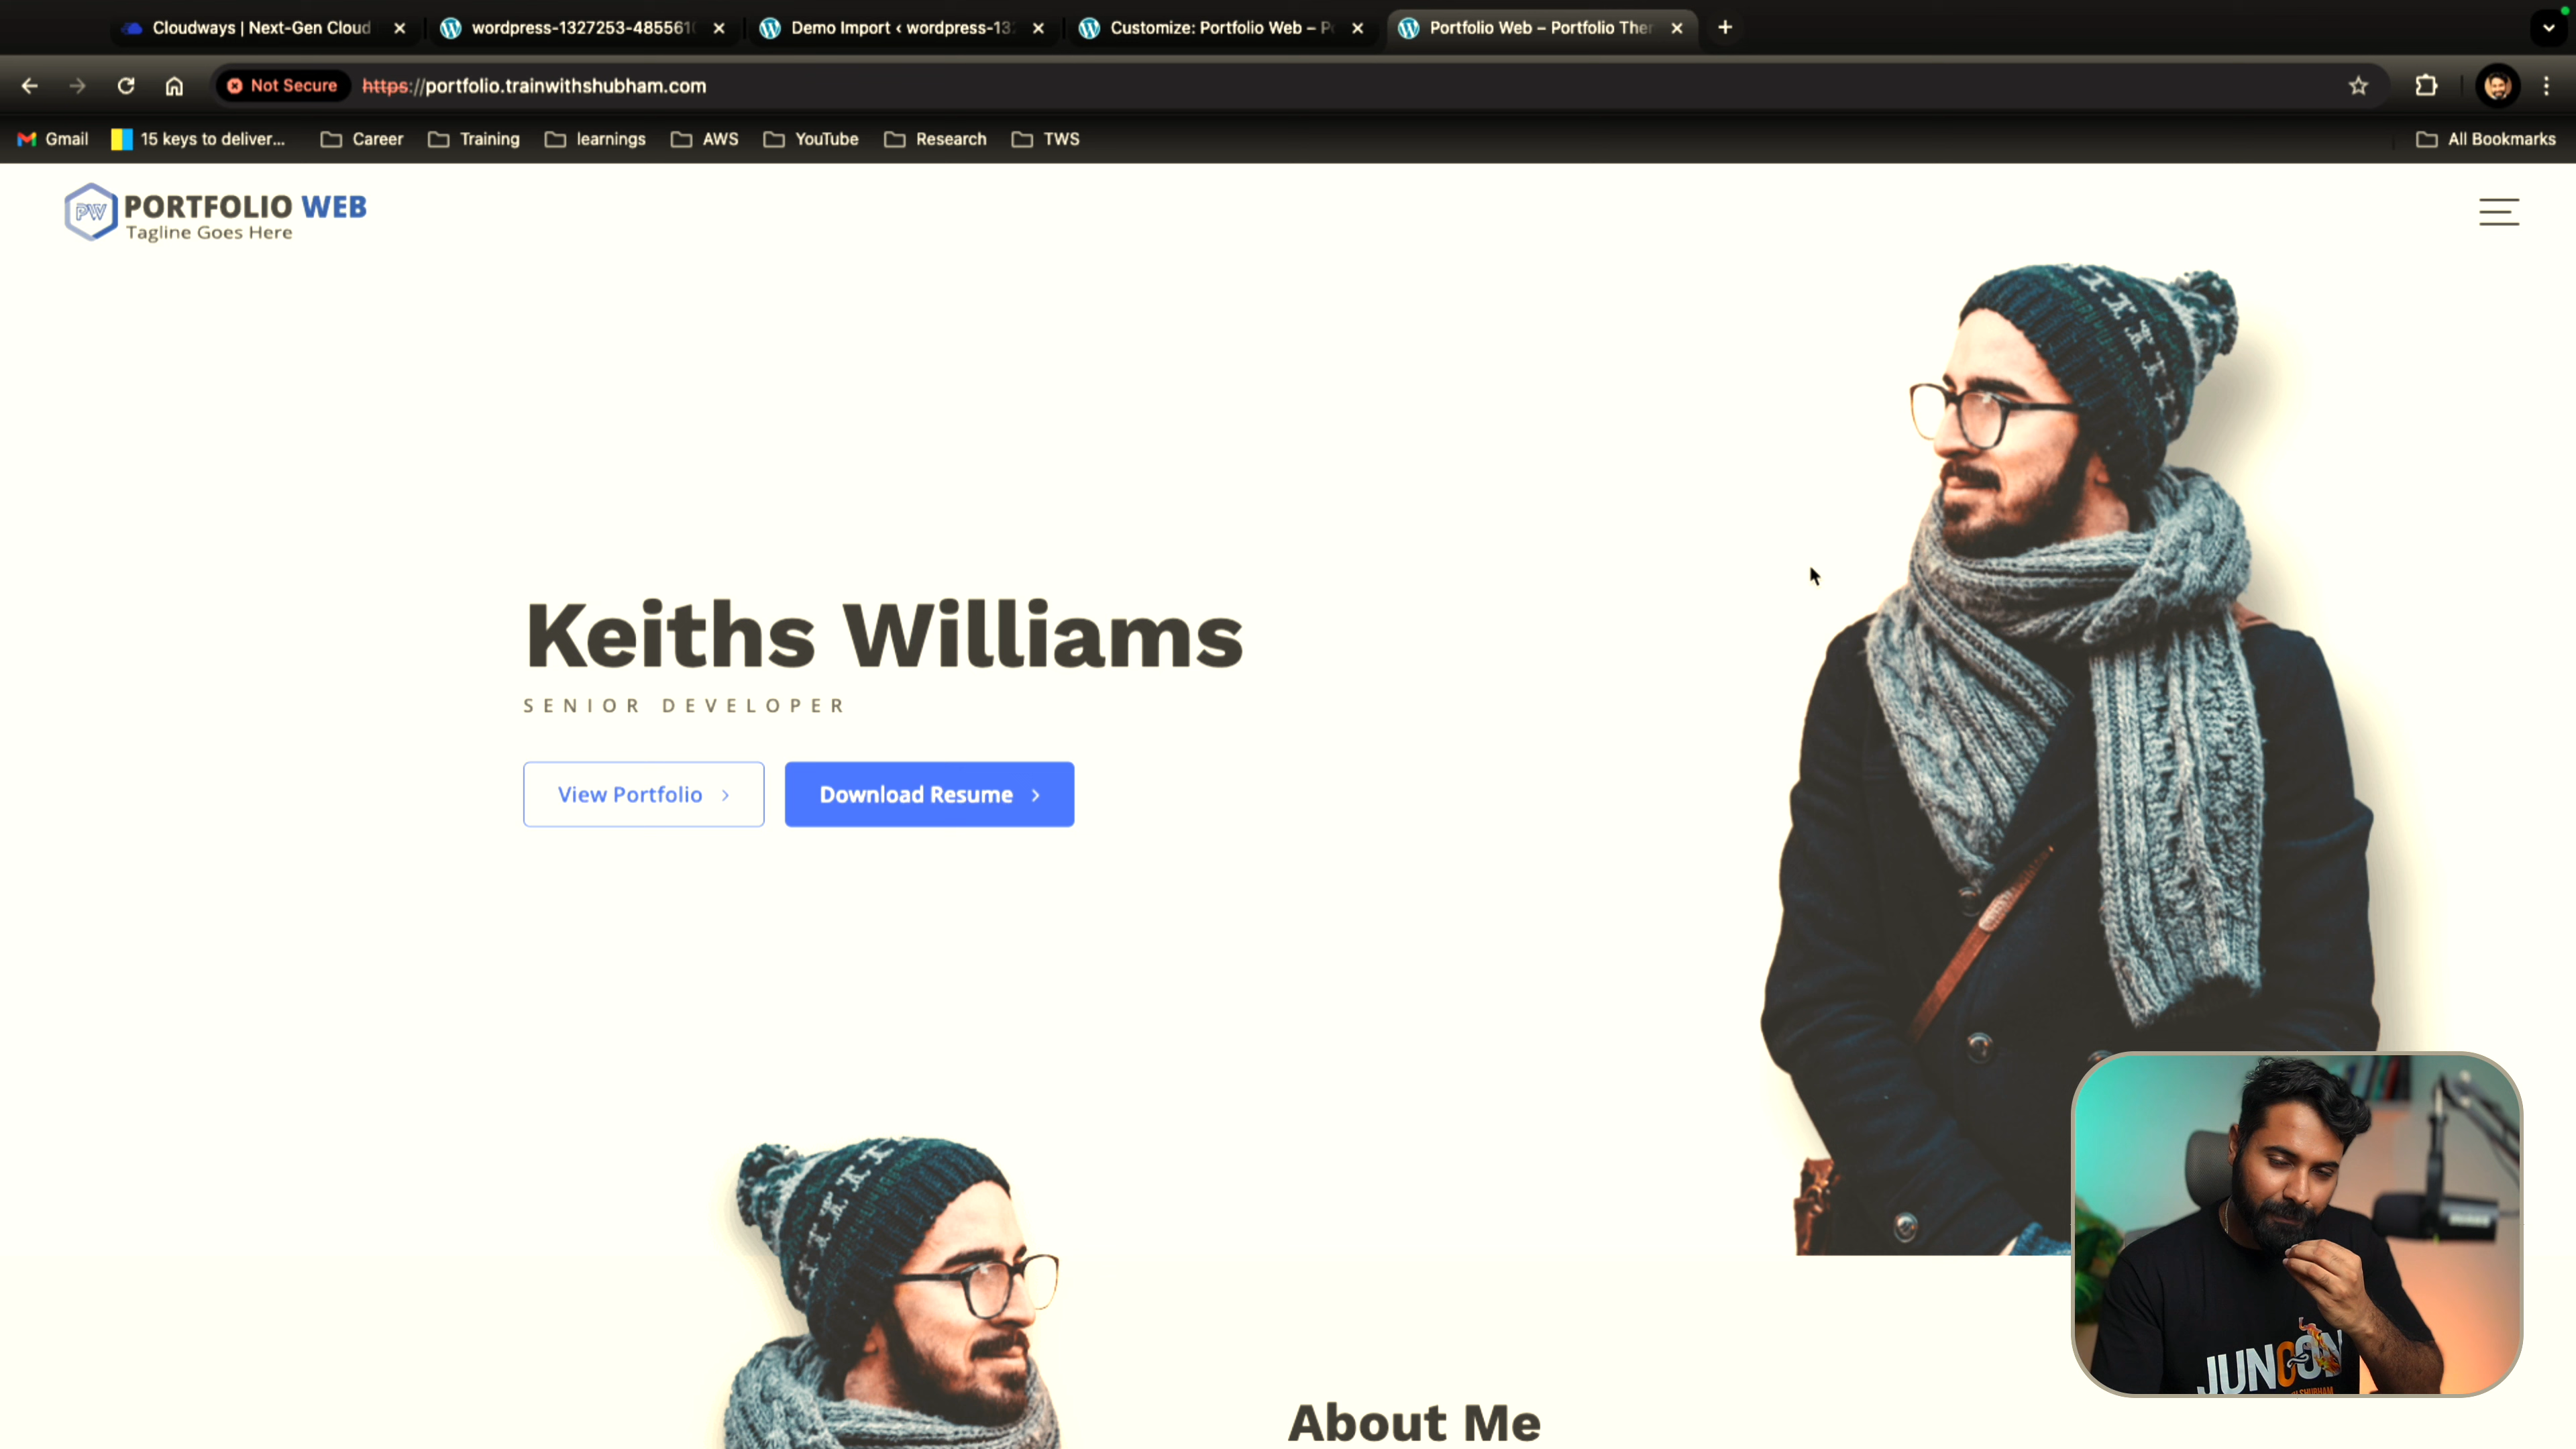 Cloudways | Next-Gen Cloud
wordpress-1327253-485561
Demo Import ‹ wordpress-13
Customize: Portfolio Web – P
Portfolio Web – Portfolio Ther
Not Secure
https://portfolio.trainwithshubham.com
Gmail
15 keys to deliver...
Career
Training
learnings
AWS
YouTube
Research
TWS
All Bookmarks
PW
PORTFOLIO WEB
Tagline Goes Here
Keiths Williams
SENIOR DEVELOPER
View Portfolio
Download Resume
About Me
JUNOON